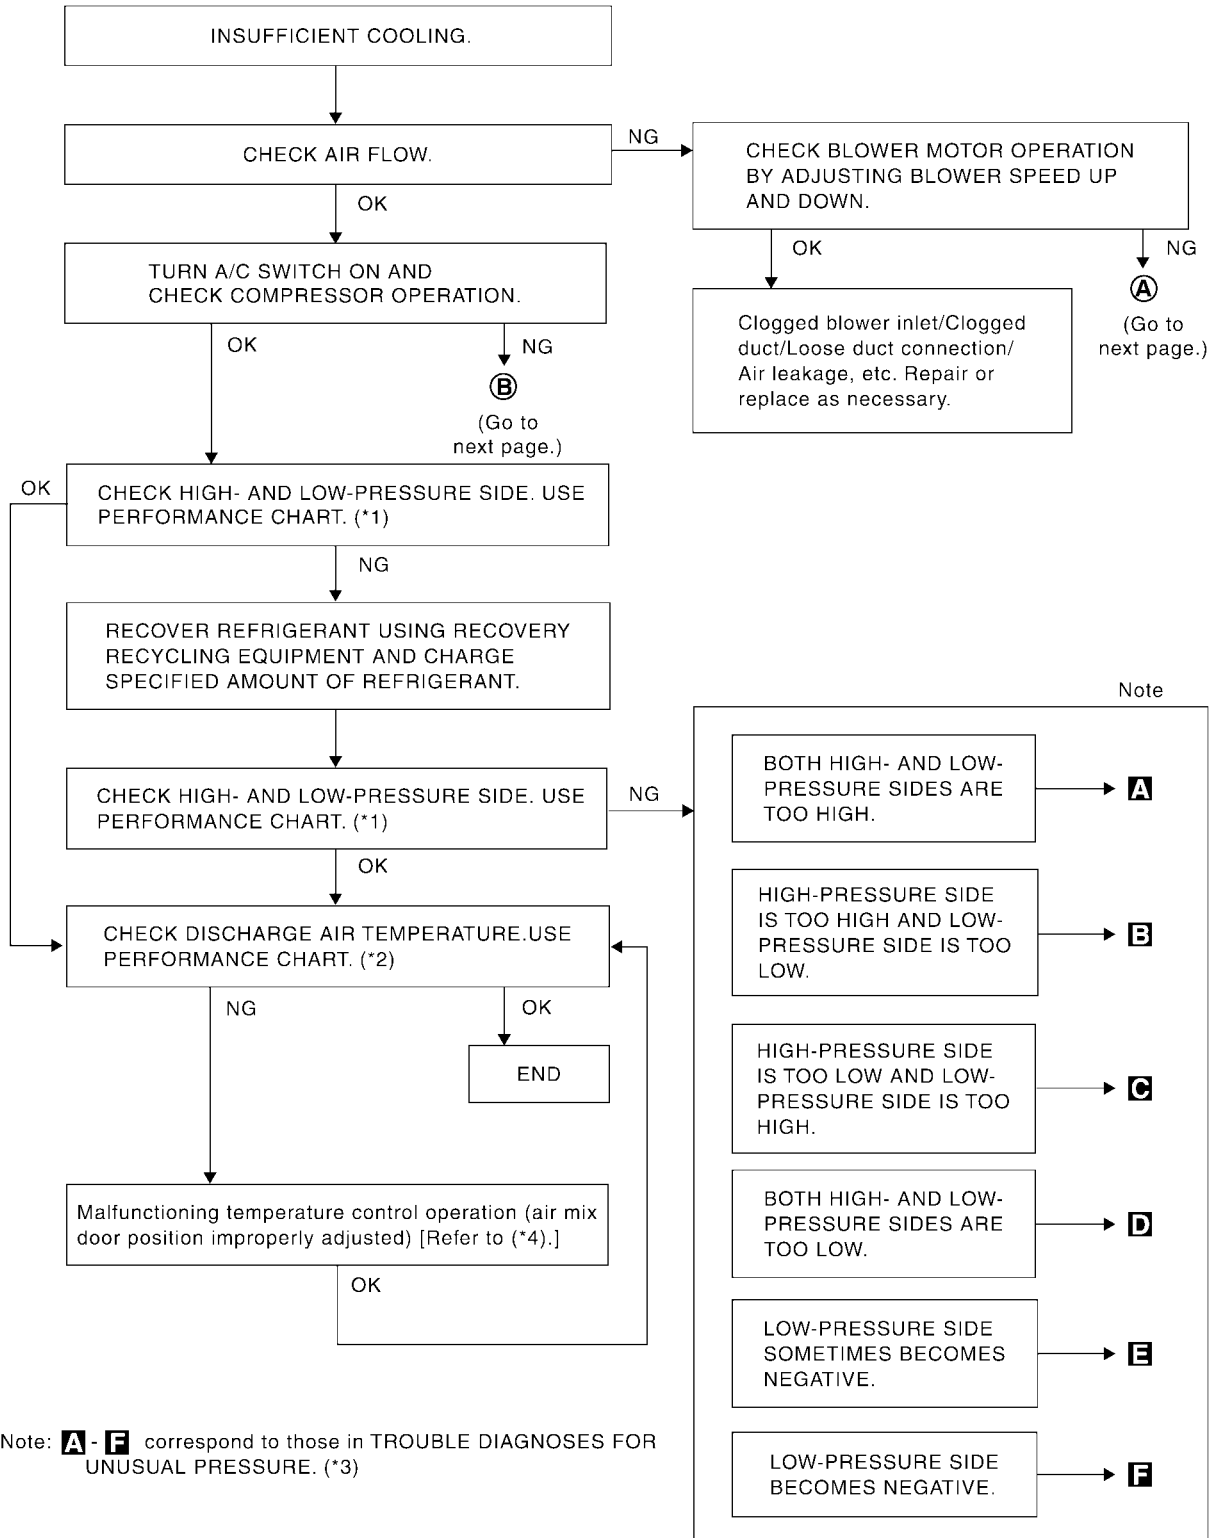 INSUFFICIENT COOLING.
CHECK AIR FLOW.
NG
CHECK BLOWER MOTOR OPERATION
BY ADJUSTING BLOWER SPEED UP
AND DOWN.
OK
OK
NG
TURN A/C SWITCH ON AND
CHECK COMPRESSOR OPERATION.
A
(Go to
next page.)
Clogged blower inlet/Clogged
duct/Loose duct connection/
Air leakage, etc. Repair or
replace as necessary.
OK
NG
B
(Go to
next page.)
OK
CHECK HIGH- AND LOW-PRESSURE SIDE. USE
PERFORMANCE CHART. (*1)
NG
RECOVER REFRIGERANT USING RECOVERY
RECYCLING EQUIPMENT AND CHARGE
SPECIFIED AMOUNT OF REFRIGERANT.
CHECK HIGH- AND LOW-PRESSURE SIDE. USE
PERFORMANCE CHART. (*1)
NG
OK
CHECK DISCHARGE AIR TEMPERATURE.USE
PERFORMANCE CHART. (*2)
NG
OK
END
Malfunctioning temperature control operation (air mix
door position improperly adjusted) [Refer to (*4).]
OK
Note
BOTH HIGH- AND LOW-
PRESSURE SIDES ARE
TOO HIGH.
A
HIGH-PRESSURE SIDE
IS TOO HIGH AND LOW-
PRESSURE SIDE IS TOO
LOW.
B
HIGH-PRESSURE SIDE
IS TOO LOW AND LOW-
PRESSURE SIDE IS TOO
HIGH.
C
BOTH HIGH- AND LOW-
PRESSURE SIDES ARE
TOO LOW.
D
LOW-PRESSURE SIDE
SOMETIMES BECOMES
NEGATIVE.
E
LOW-PRESSURE SIDE
BECOMES NEGATIVE.
F
Note: A - F correspond to those in TROUBLE DIAGNOSES FOR
UNUSUAL PRESSURE. (*3)